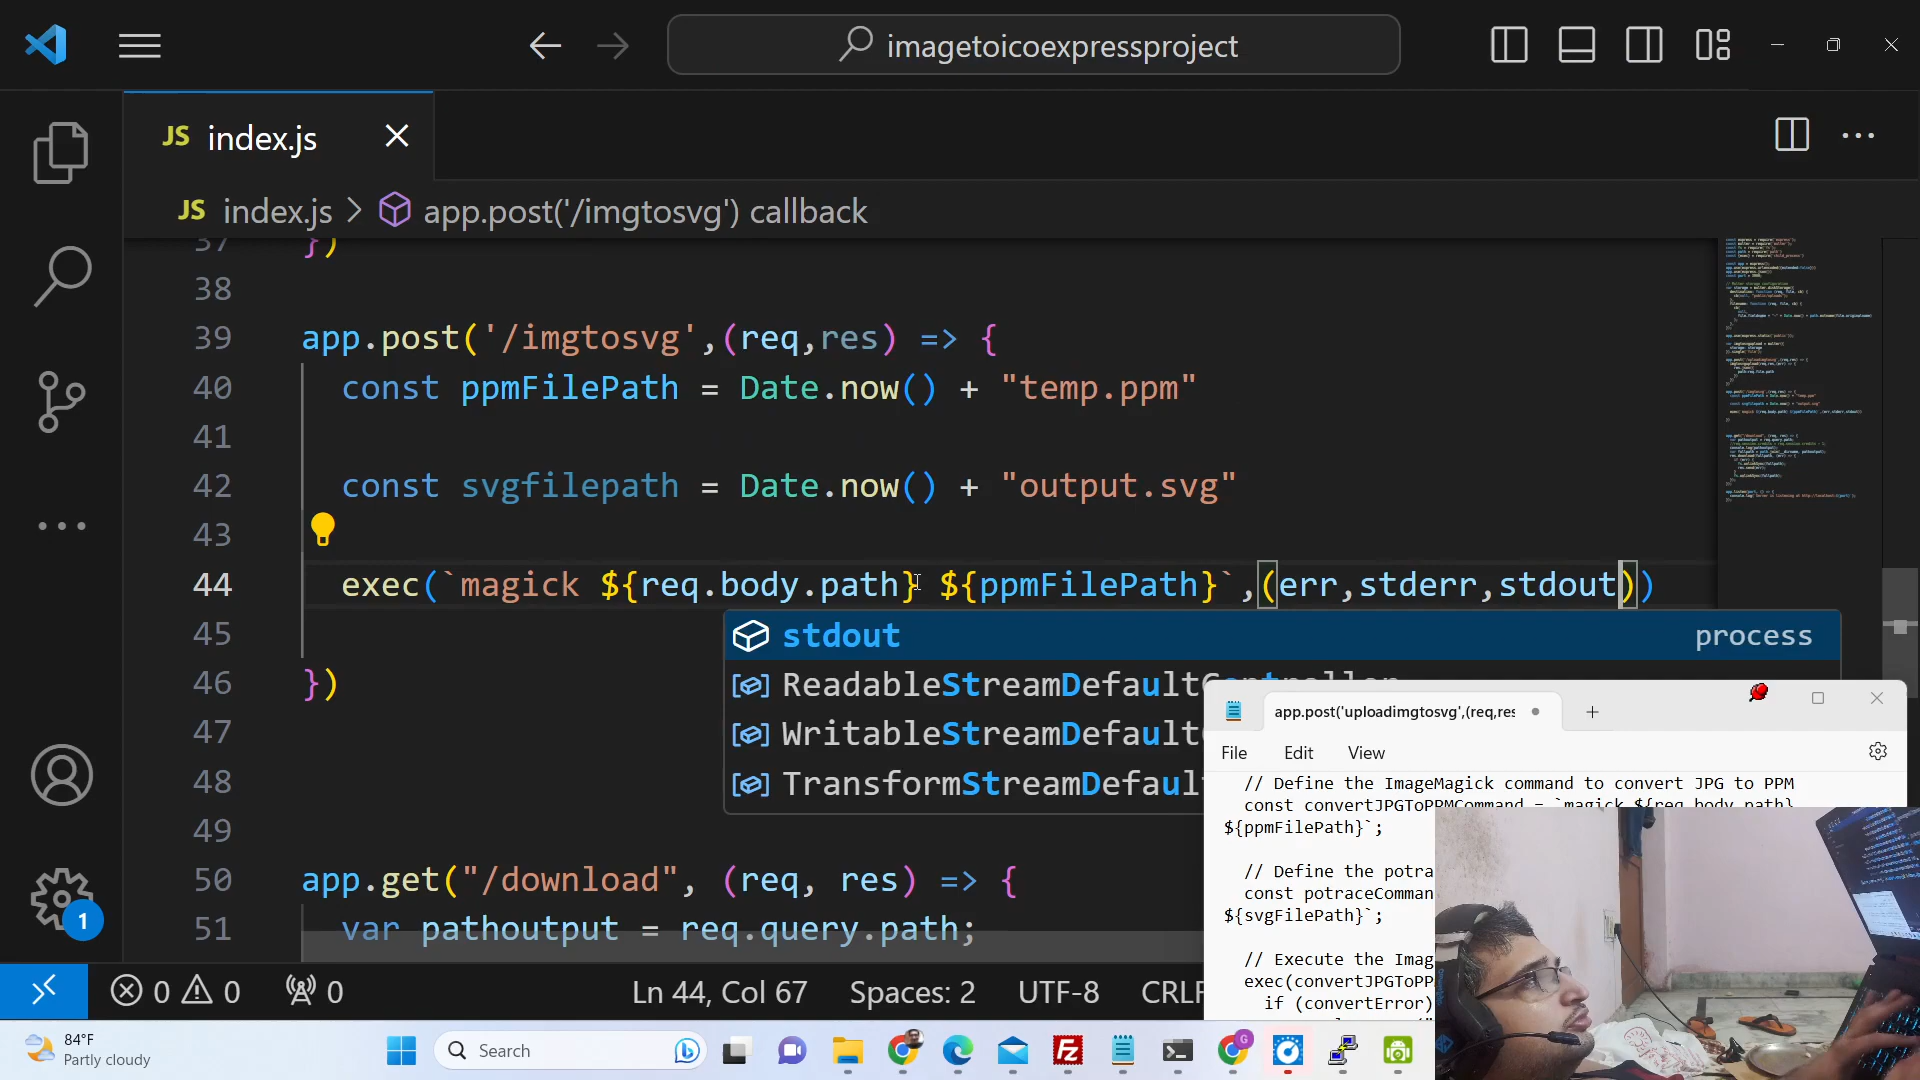 imagetoicoexpressproject
JS index.js
JS index.js > app.post('/imgtosvg') callback
37 })
38
39 app.post('/imgtosvg',(req,res) => {
40 const ppmFilePath = Date.now() + "temp.ppm"
41
42 const svgfilepath = Date.now() + "output.svg"
43
44 exec(`magick ${req.body.path} ${ppmFilePath}`,(err,stderr,stdout))
45
stdout process
46 })
ReadableStreamDefaultController
47
WritableStreamDefault
48
TransformStreamDefault
49
50 app.get("/download", (req, res) => {
51 var pathoutput = req.query.path;
app.post('uploadimgtosvg',(req,res
File Edit View
// Define the ImageMagick command to convert JPG to PPM
const convertJPGToPPMCommand = `magick ${req.body.path}
${ppmFilePath}`;
// Define the potra
const potraceComman
${svgFilePath}`;
// Execute the Imag
exec(convertJPGToPP
if (convertError)
1
0 0 0 Ln 44, Col 67 Spaces: 2 UTF-8 CRLF
84°F
Partly cloudy
Search